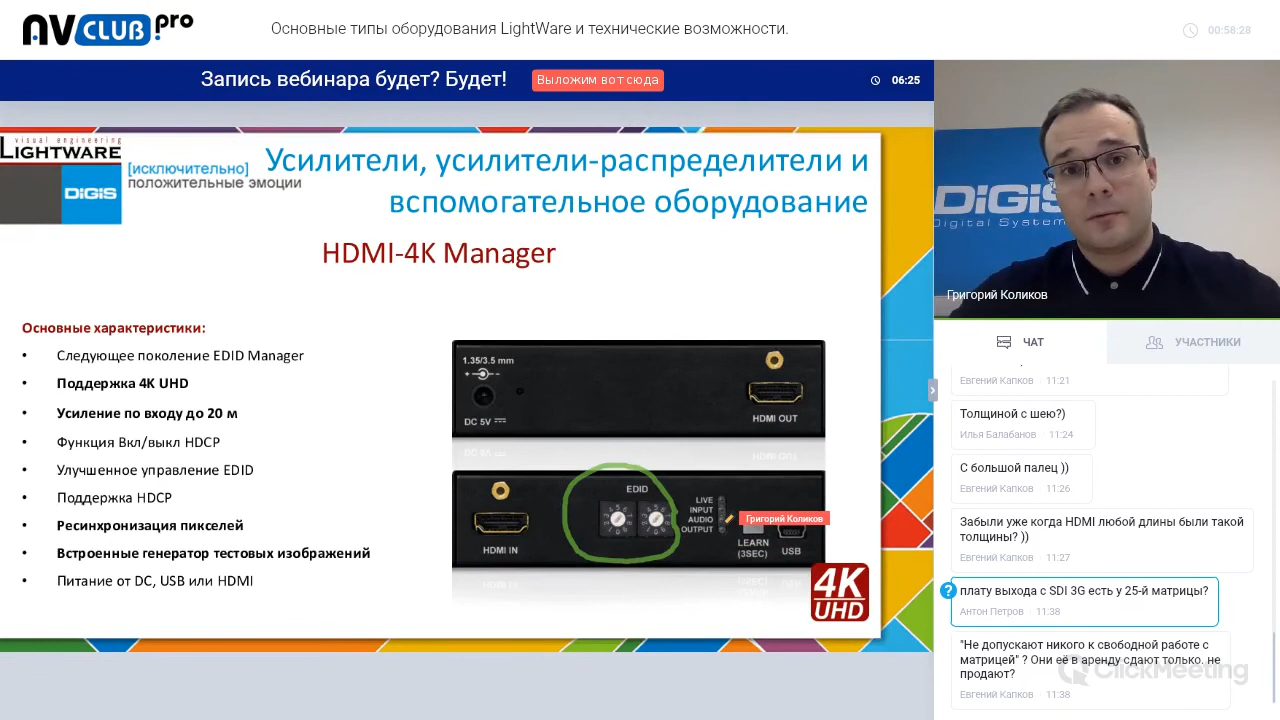 AVCLUB.pro
Основные типы оборудования LightWare и технические возможности.
00:58:28
Запись вебинара будет? Будет!
Выложим вот сюда
06:25
visual engineering
LIGHTWARE
DiGiS
[исключительно]
положительные эмоции
Усилители, усилители-распределители и
вспомогательное оборудование
HDMI-4K Manager
Основные характеристики:
• Следующее поколение EDID Manager
• Поддержка 4K UHD
• Усиление по входу до 20 м
• Функция Вкл/выкл HDCP
• Улучшенное управление EDID
• Поддержка HDCP
• Ресинхронизация пикселей
• Встроенные генератор тестовых изображений
• Питание от DC, USB или HDMI
1.35/3.5 mm
DC 5V
HDMI OUT
EDID
LIVE
INPUT
AUDIO
OUTPUT
HDMI IN
LEARN
(3SEC)
USB
Григорий Коликов
4K
UHD
DiGiS
Digital System
Григорий Коликов
ЧАТ
УЧАСТНИКИ
Евгений Капков · 11:21
Толщиной с шею?)
Илья Балабанов · 11:24
С большой палец ))
Евгений Капков · 11:26
Забыли уже когда HDMI любой длины были такой
толщины? ))
Евгений Капков · 11:27
? плату выхода с SDI 3G есть у 25-й матрицы?
Антон Петров · 11:38
"Не допускают никого к свободной работе с
матрицей" ? Они её в аренду сдают только. не
продают?
Евгений Капков · 11:38
ClickMeeting